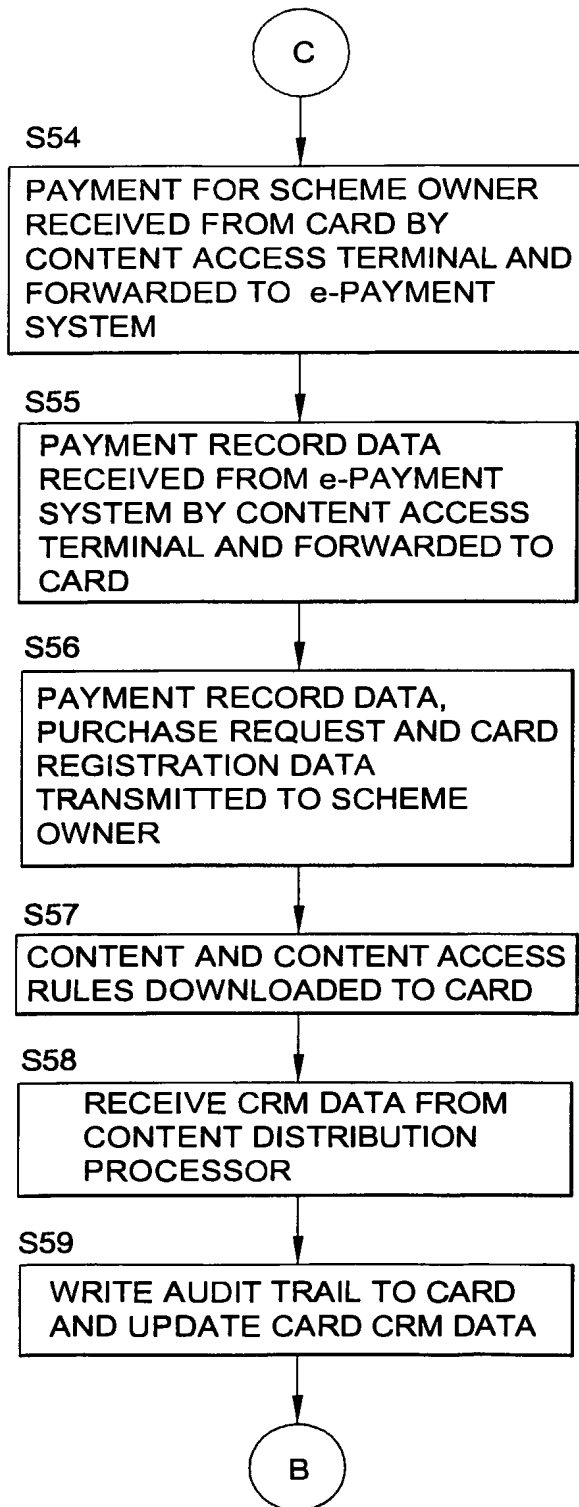 C
S54
PAYMENT FOR SCHEME OWNER
RECEIVED FROM CARD BY
CONTENT ACCESS TERMINAL AND
FORWARDED TO e-PAYMENT
SYSTEM
S55
PAYMENT RECORD DATA
RECEIVED FROM e-PAYMENT
SYSTEM BY CONTENT ACCESS
TERMINAL AND FORWARDED TO
CARD
S56
PAYMENT RECORD DATA,
PURCHASE REQUEST AND CARD
REGISTRATION DATA
TRANSMITTED TO SCHEME
OWNER
S57
CONTENT AND CONTENT ACCESS
RULES DOWNLOADED TO CARD
S58
RECEIVE CRM DATA FROM
CONTENT DISTRIBUTION
PROCESSOR
S59
WRITE AUDIT TRAIL TO CARD
AND UPDATE CARD CRM DATA
B